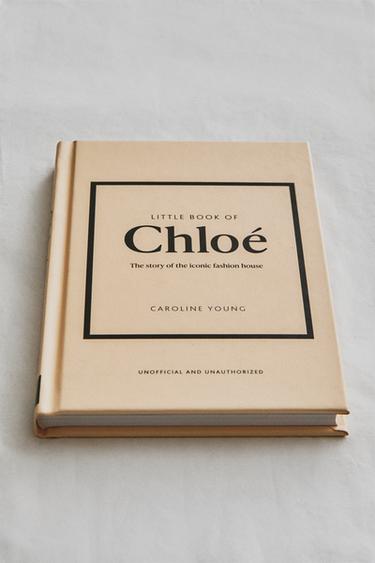 LITTLE BOOK OF
Chloé
The story of the iconic fashion house
CAROLINE YOUNG
UNOFFICIAL AND UNAUTHORIZED